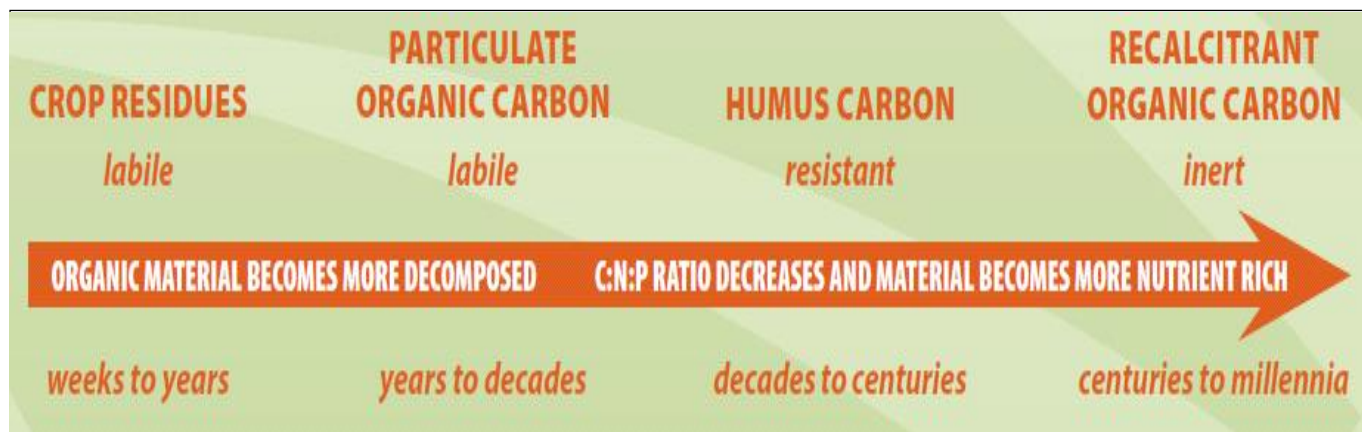 CROP RESIDUES
labile
PARTICULATE
ORGANIC CARBON
labile
HUMUS CARBON
resistant
RECALCITRANT
ORGANIC CARBON
inert
ORGANIC MATERIAL BECOMES MORE DECOMPOSED
C:N:P RATIO DECREASES AND MATERIAL BECOMES MORE NUTRIENT RICH
weeks to years
years to decades
decades to centuries
centuries to millennia